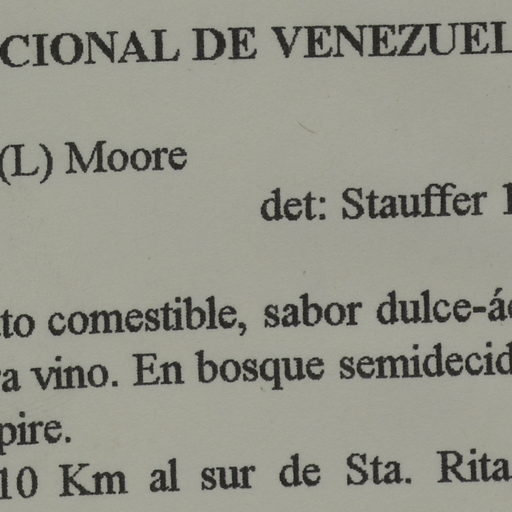 CIONAL DE VENEZUEL
(L) Moore
det: Stauffer 1
to comestible, sabor dulce-á
a vino. En bosque semidecid
pire.
10 Km al sur de Sta. Rita